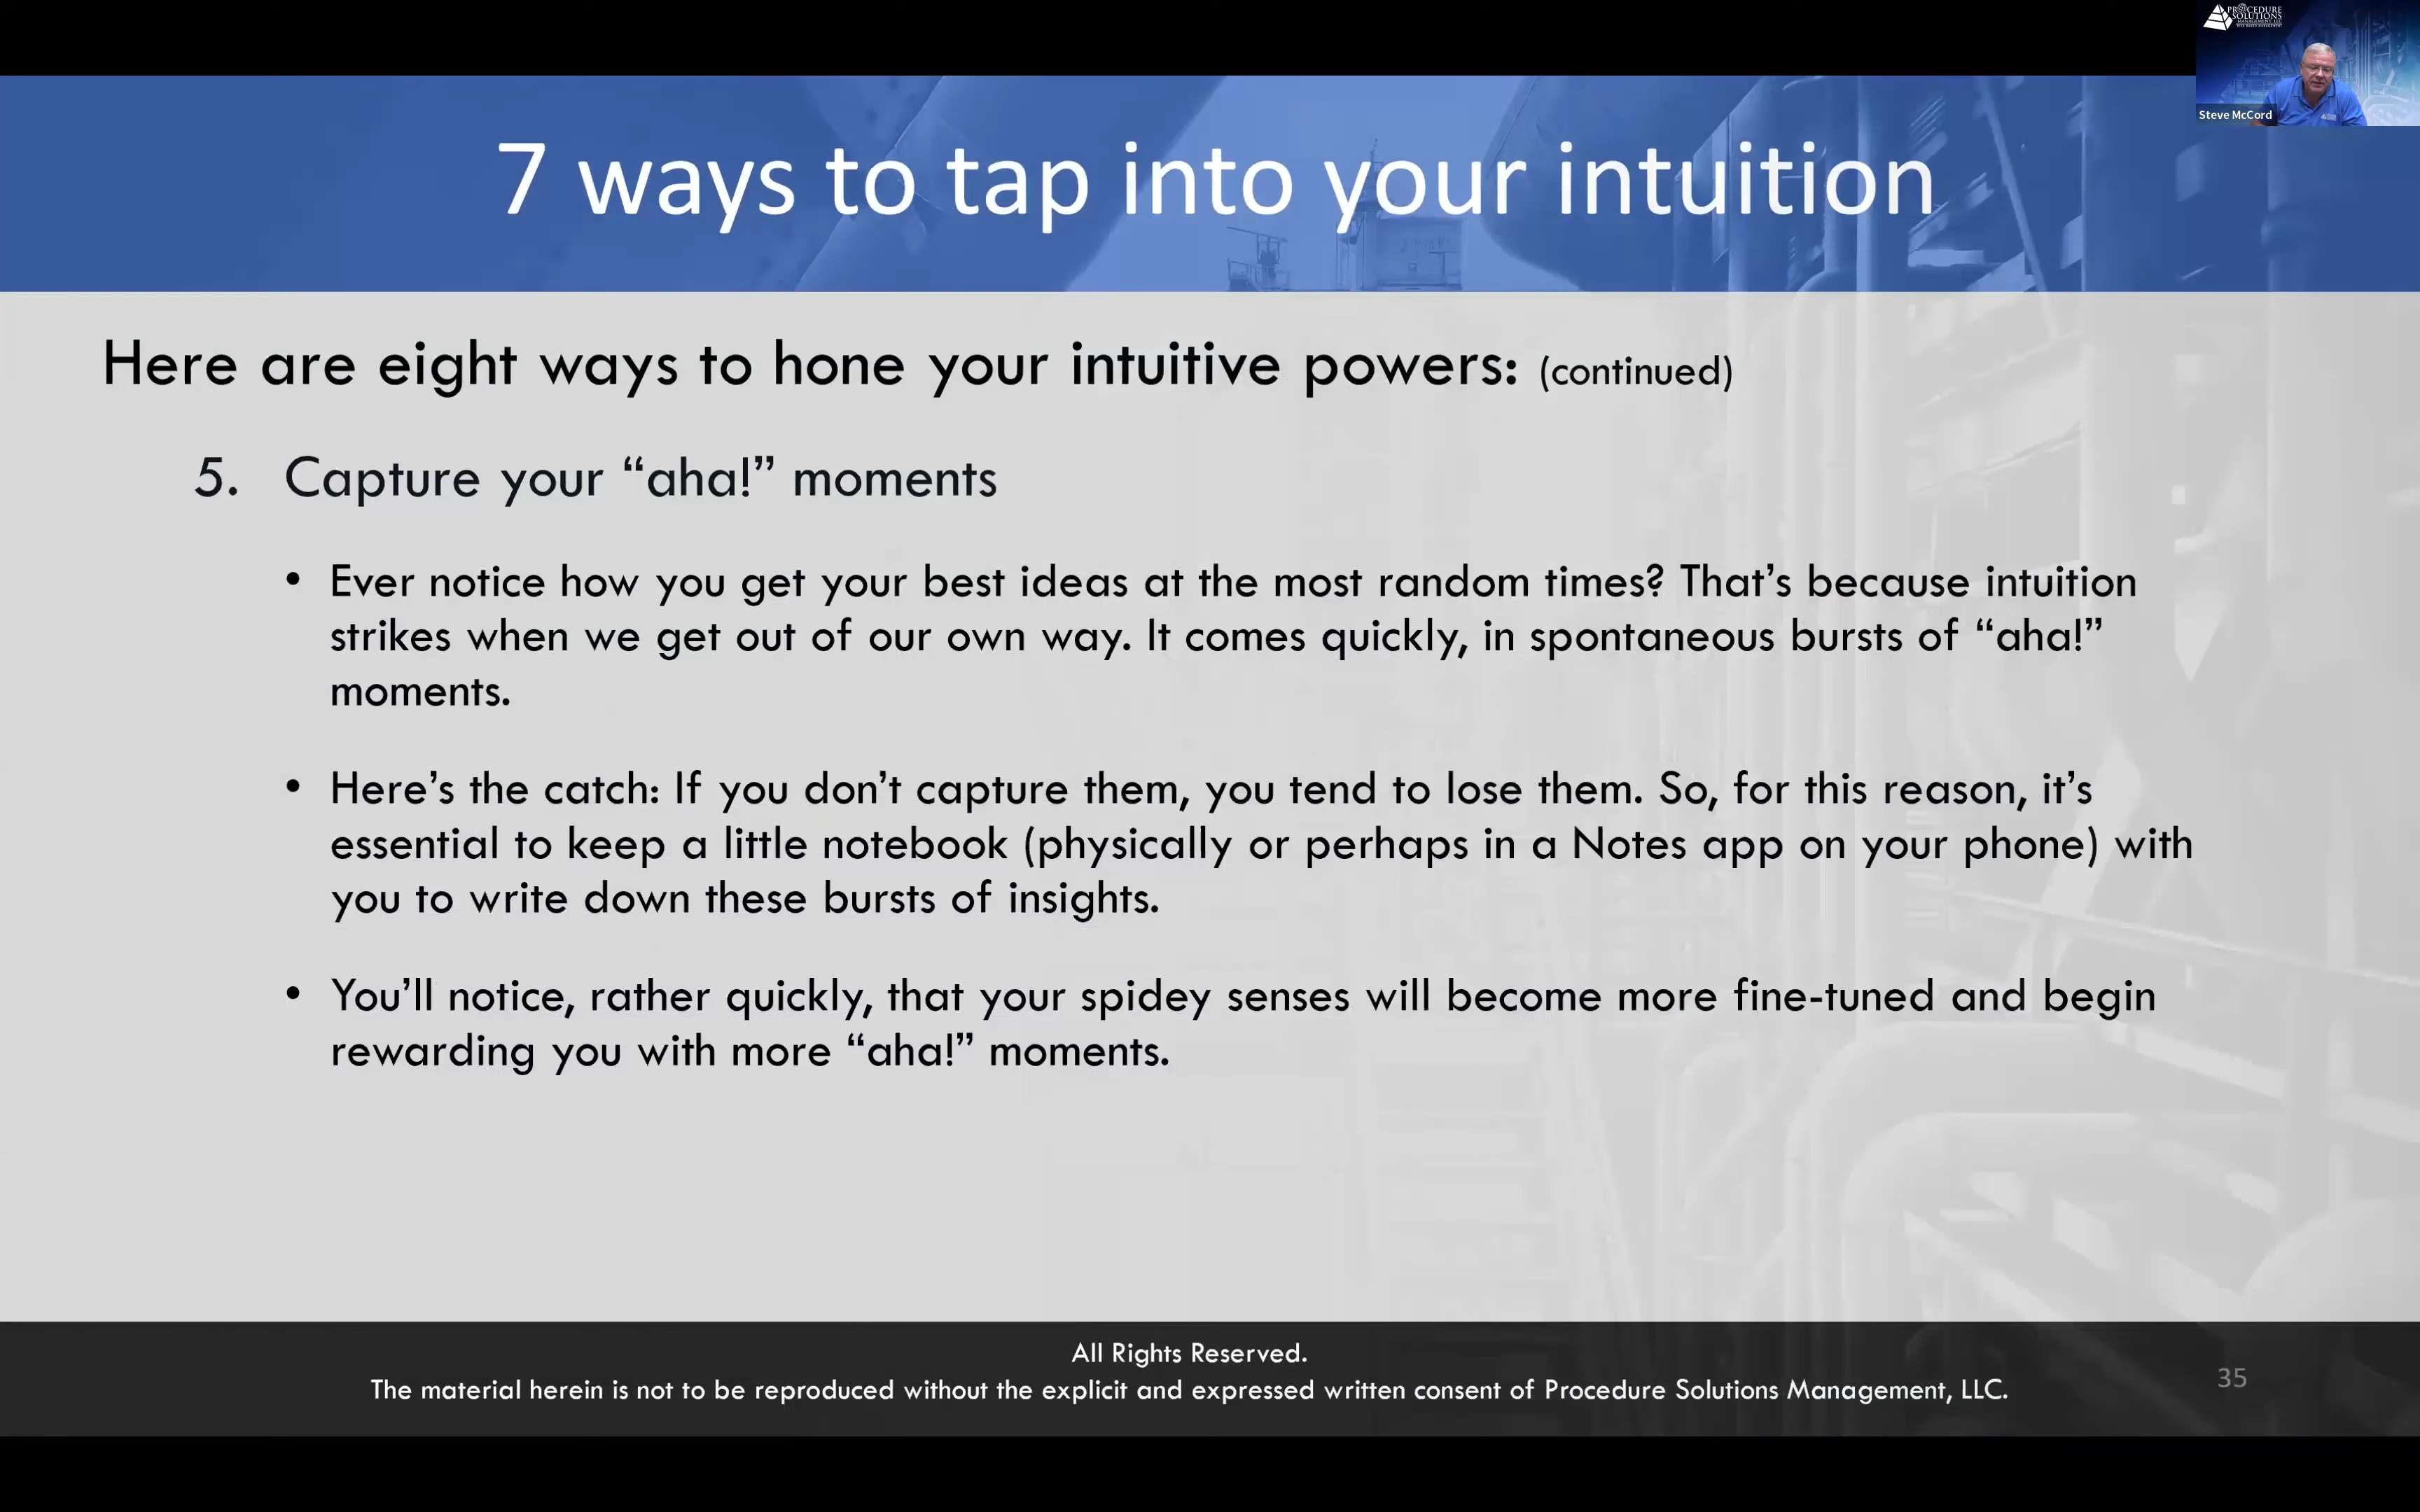 PROCEDURE
SOLUTIONS
MANAGEMENT, LLC
Steve McCord
7 ways to tap into your intuition
Here are eight ways to hone your intuitive powers: (continued)
5. Capture your “aha!” moments
• Ever notice how you get your best ideas at the most random times? That’s because intuition
strikes when we get out of our own way. It comes quickly, in spontaneous bursts of “aha!”
moments.
• Here’s the catch: If you don’t capture them, you tend to lose them. So, for this reason, it’s
essential to keep a little notebook (physically or perhaps in a Notes app on your phone) with
you to write down these bursts of insights.
• You’ll notice, rather quickly, that your spidey senses will become more fine-tuned and begin
rewarding you with more “aha!” moments.
All Rights Reserved.
The material herein is not to be reproduced without the explicit and expressed written consent of Procedure Solutions Management, LLC.
35